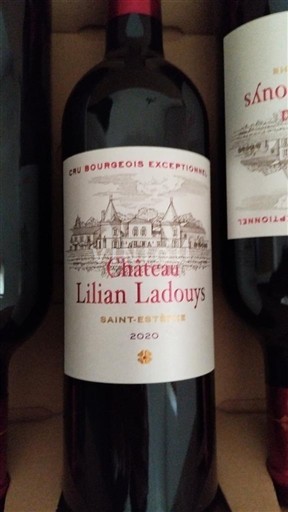 CRU BOURGEOIS EXCEPTIONNEL
Château
Lilian Ladouys
SAINT-ESTÈPHE
2020